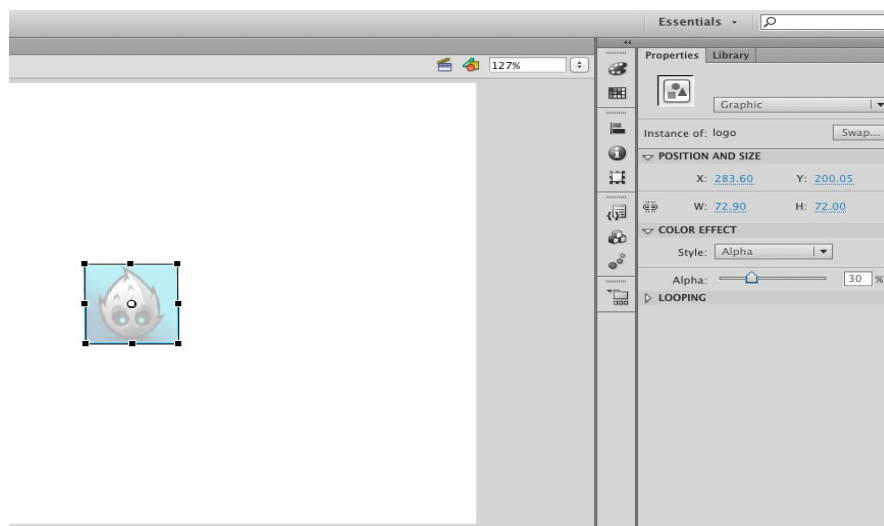 Essentials
127%
Properties Library
Graphic
Instance of: logo Swap...
POSITION AND SIZE
X: 283.60 Y: 200.05
W: 72.90 H: 72.00
COLOR EFFECT
Style: Alpha
Alpha: 30 %
LOOPING